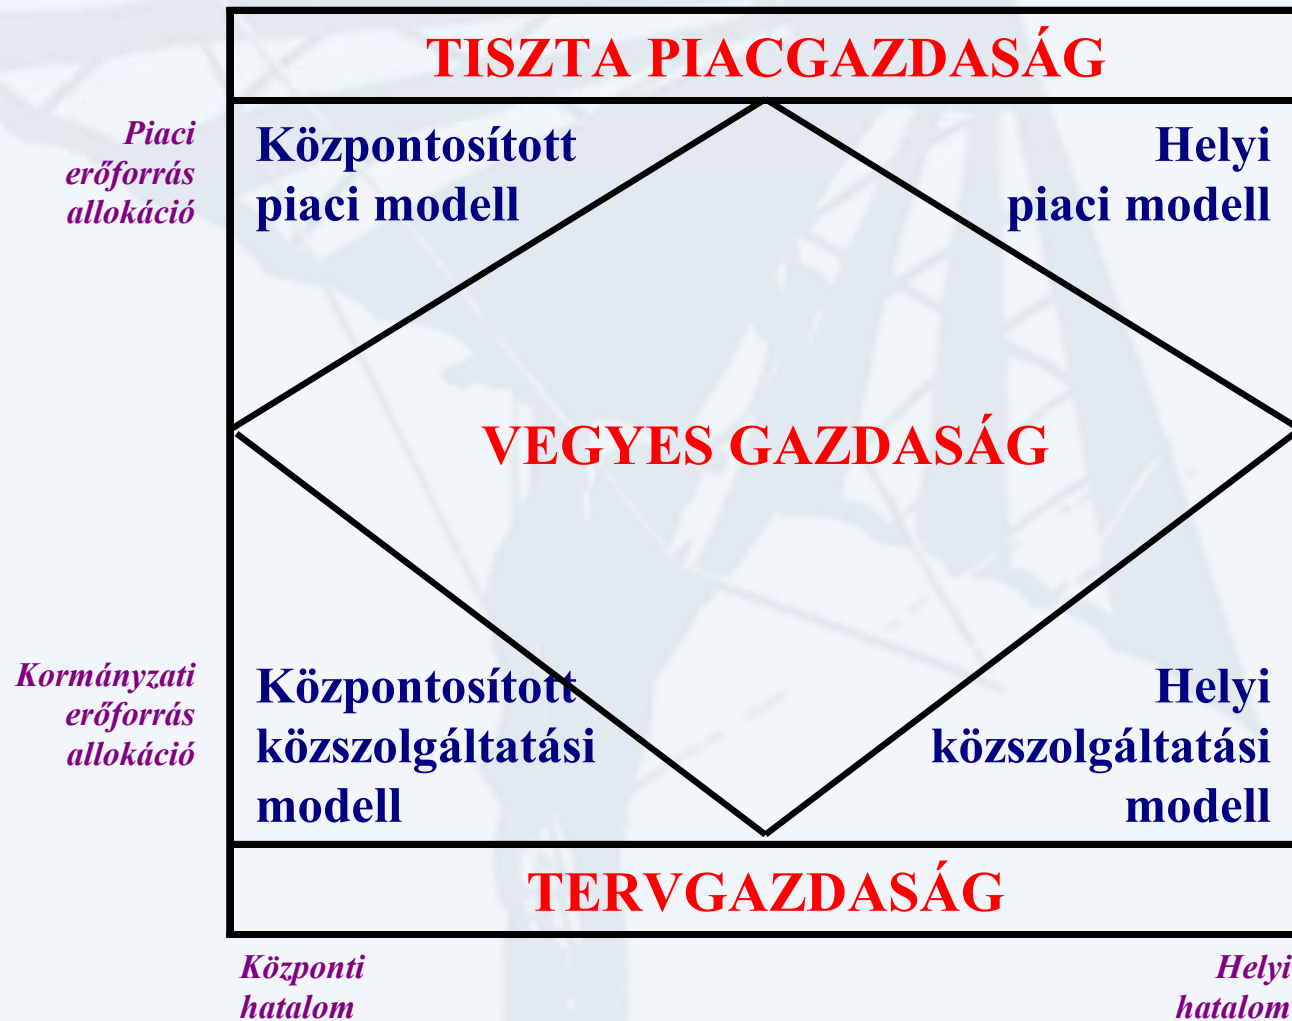 TISZTA PIACGAZDASÁG
Piaci
erőforrás
allokáció
Központosított
piaci modell
Helyi
piaci modell
VEGYES GAZDASÁG
Kormányzati
erőforrás
allokáció
Központosított
közszolgáltatási
modell
Helyi
közszolgáltatási
modell
TERVGAZDASÁG
Központi
hatalom
Helyi
hatalom